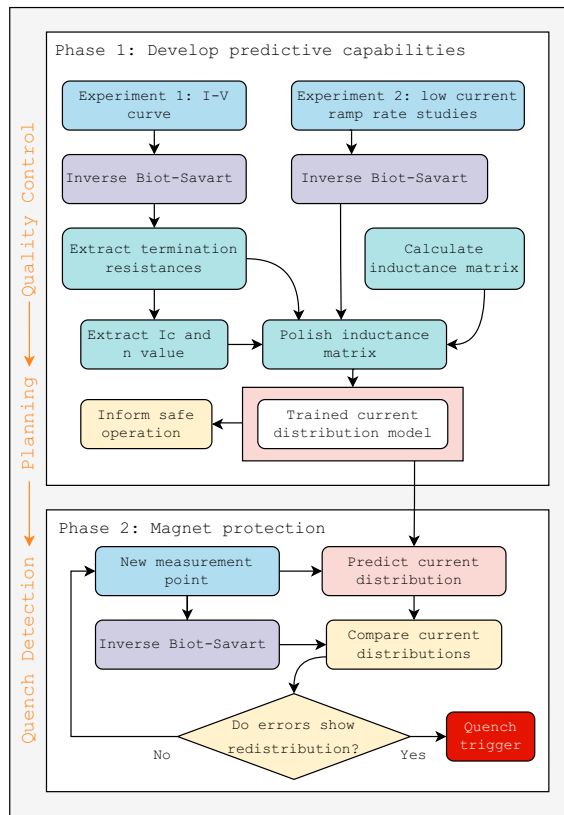 Phase 1: Develop predictive capabilities
Experiment 1: I-V
curve
Experiment 2: low current
ramp rate studies
Inverse Biot-Savart
Inverse Biot-Savart
Extract termination
resistances
Calculate
inductance matrix
Extract Ic and
n value
Polish inductance
matrix
Inform safe
operation
Trained current
distribution model
Phase 2: Magnet protection
New measurement
point
Predict current
distribution
Inverse Biot-Savart
Compare current
distributions
Do errors show
redistribution?
No
Yes
Quench
trigger
Quality Control
Planning
Quench Detection